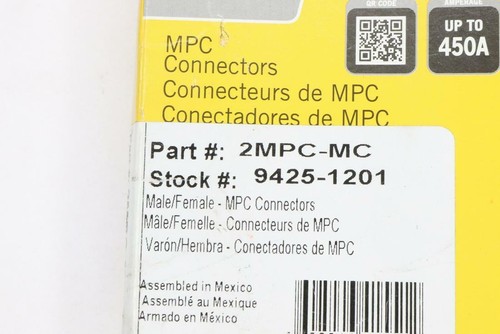 QR CODE
AMPERAGE
UP TO
450A
MPC
Connectors
Connecteurs de MPC
Conectadores de MPC
Part #: 2MPC-MC
Stock #: 9425-1201
Male/Female - MPC Connectors
Mâle/Femelle - Connecteurs de MPC
Varón/Hembra - Conectadores de MPC
Assembled in Mexico
Assemblé au Mexique
Armado en México